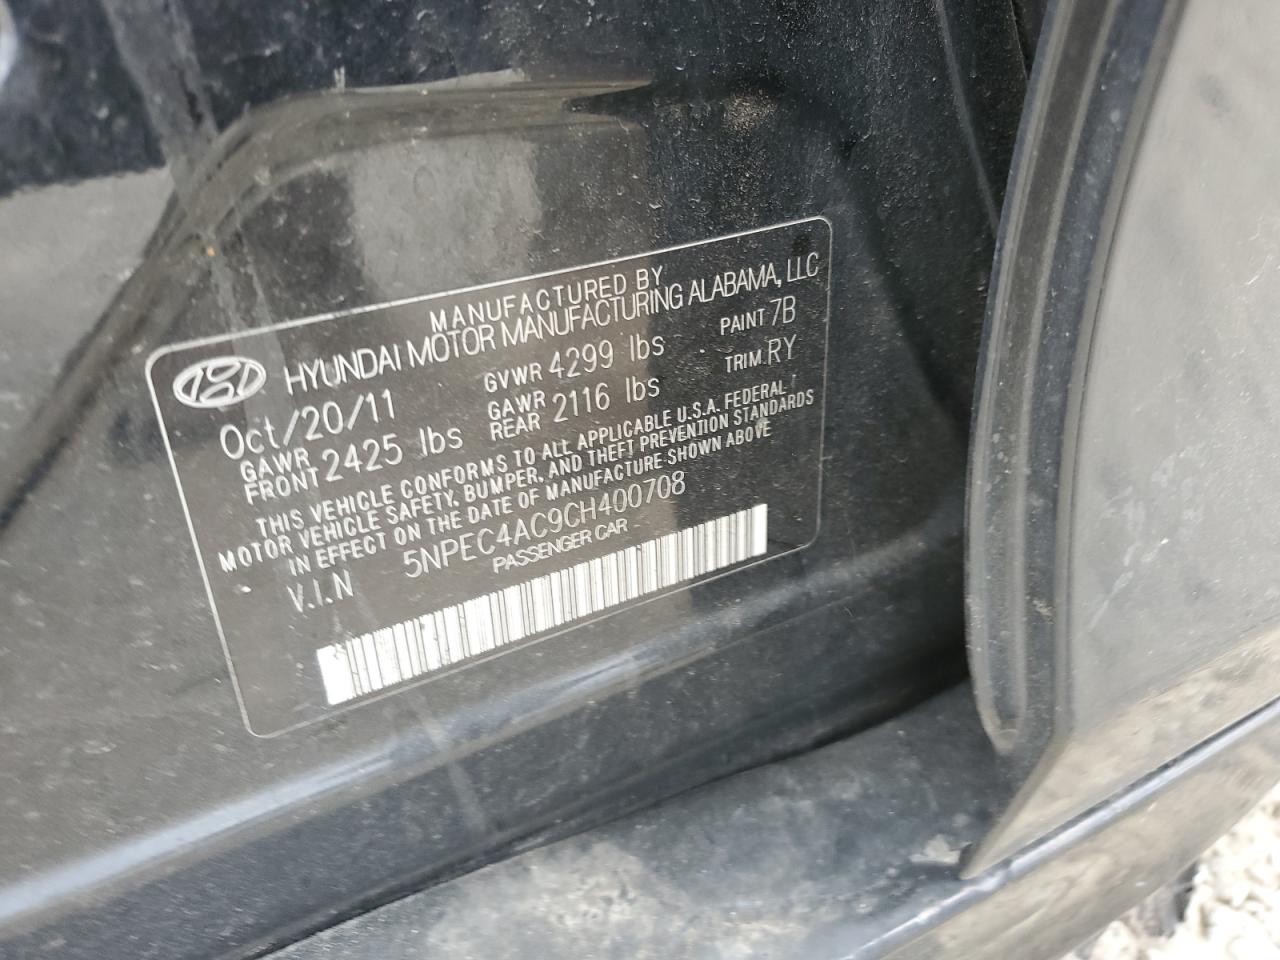 MANUFACTURED BY
HYUNDAI MOTOR MANUFACTURING ALABAMA, LLC
Oct/20/11 GVWR 4299 lbs PAINT 7B
GAWR FRONT 2425 lbs GAWR REAR 2116 lbs TRIM RY
THIS VEHICLE CONFORMS TO ALL APPLICABLE U.S.A. FEDERAL
MOTOR VEHICLE SAFETY, BUMPER, AND THEFT PREVENTION STANDARDS
IN EFFECT ON THE DATE OF MANUFACTURE SHOWN ABOVE
V.I.N 5NPEC4AC9CH400708
PASSENGER CAR